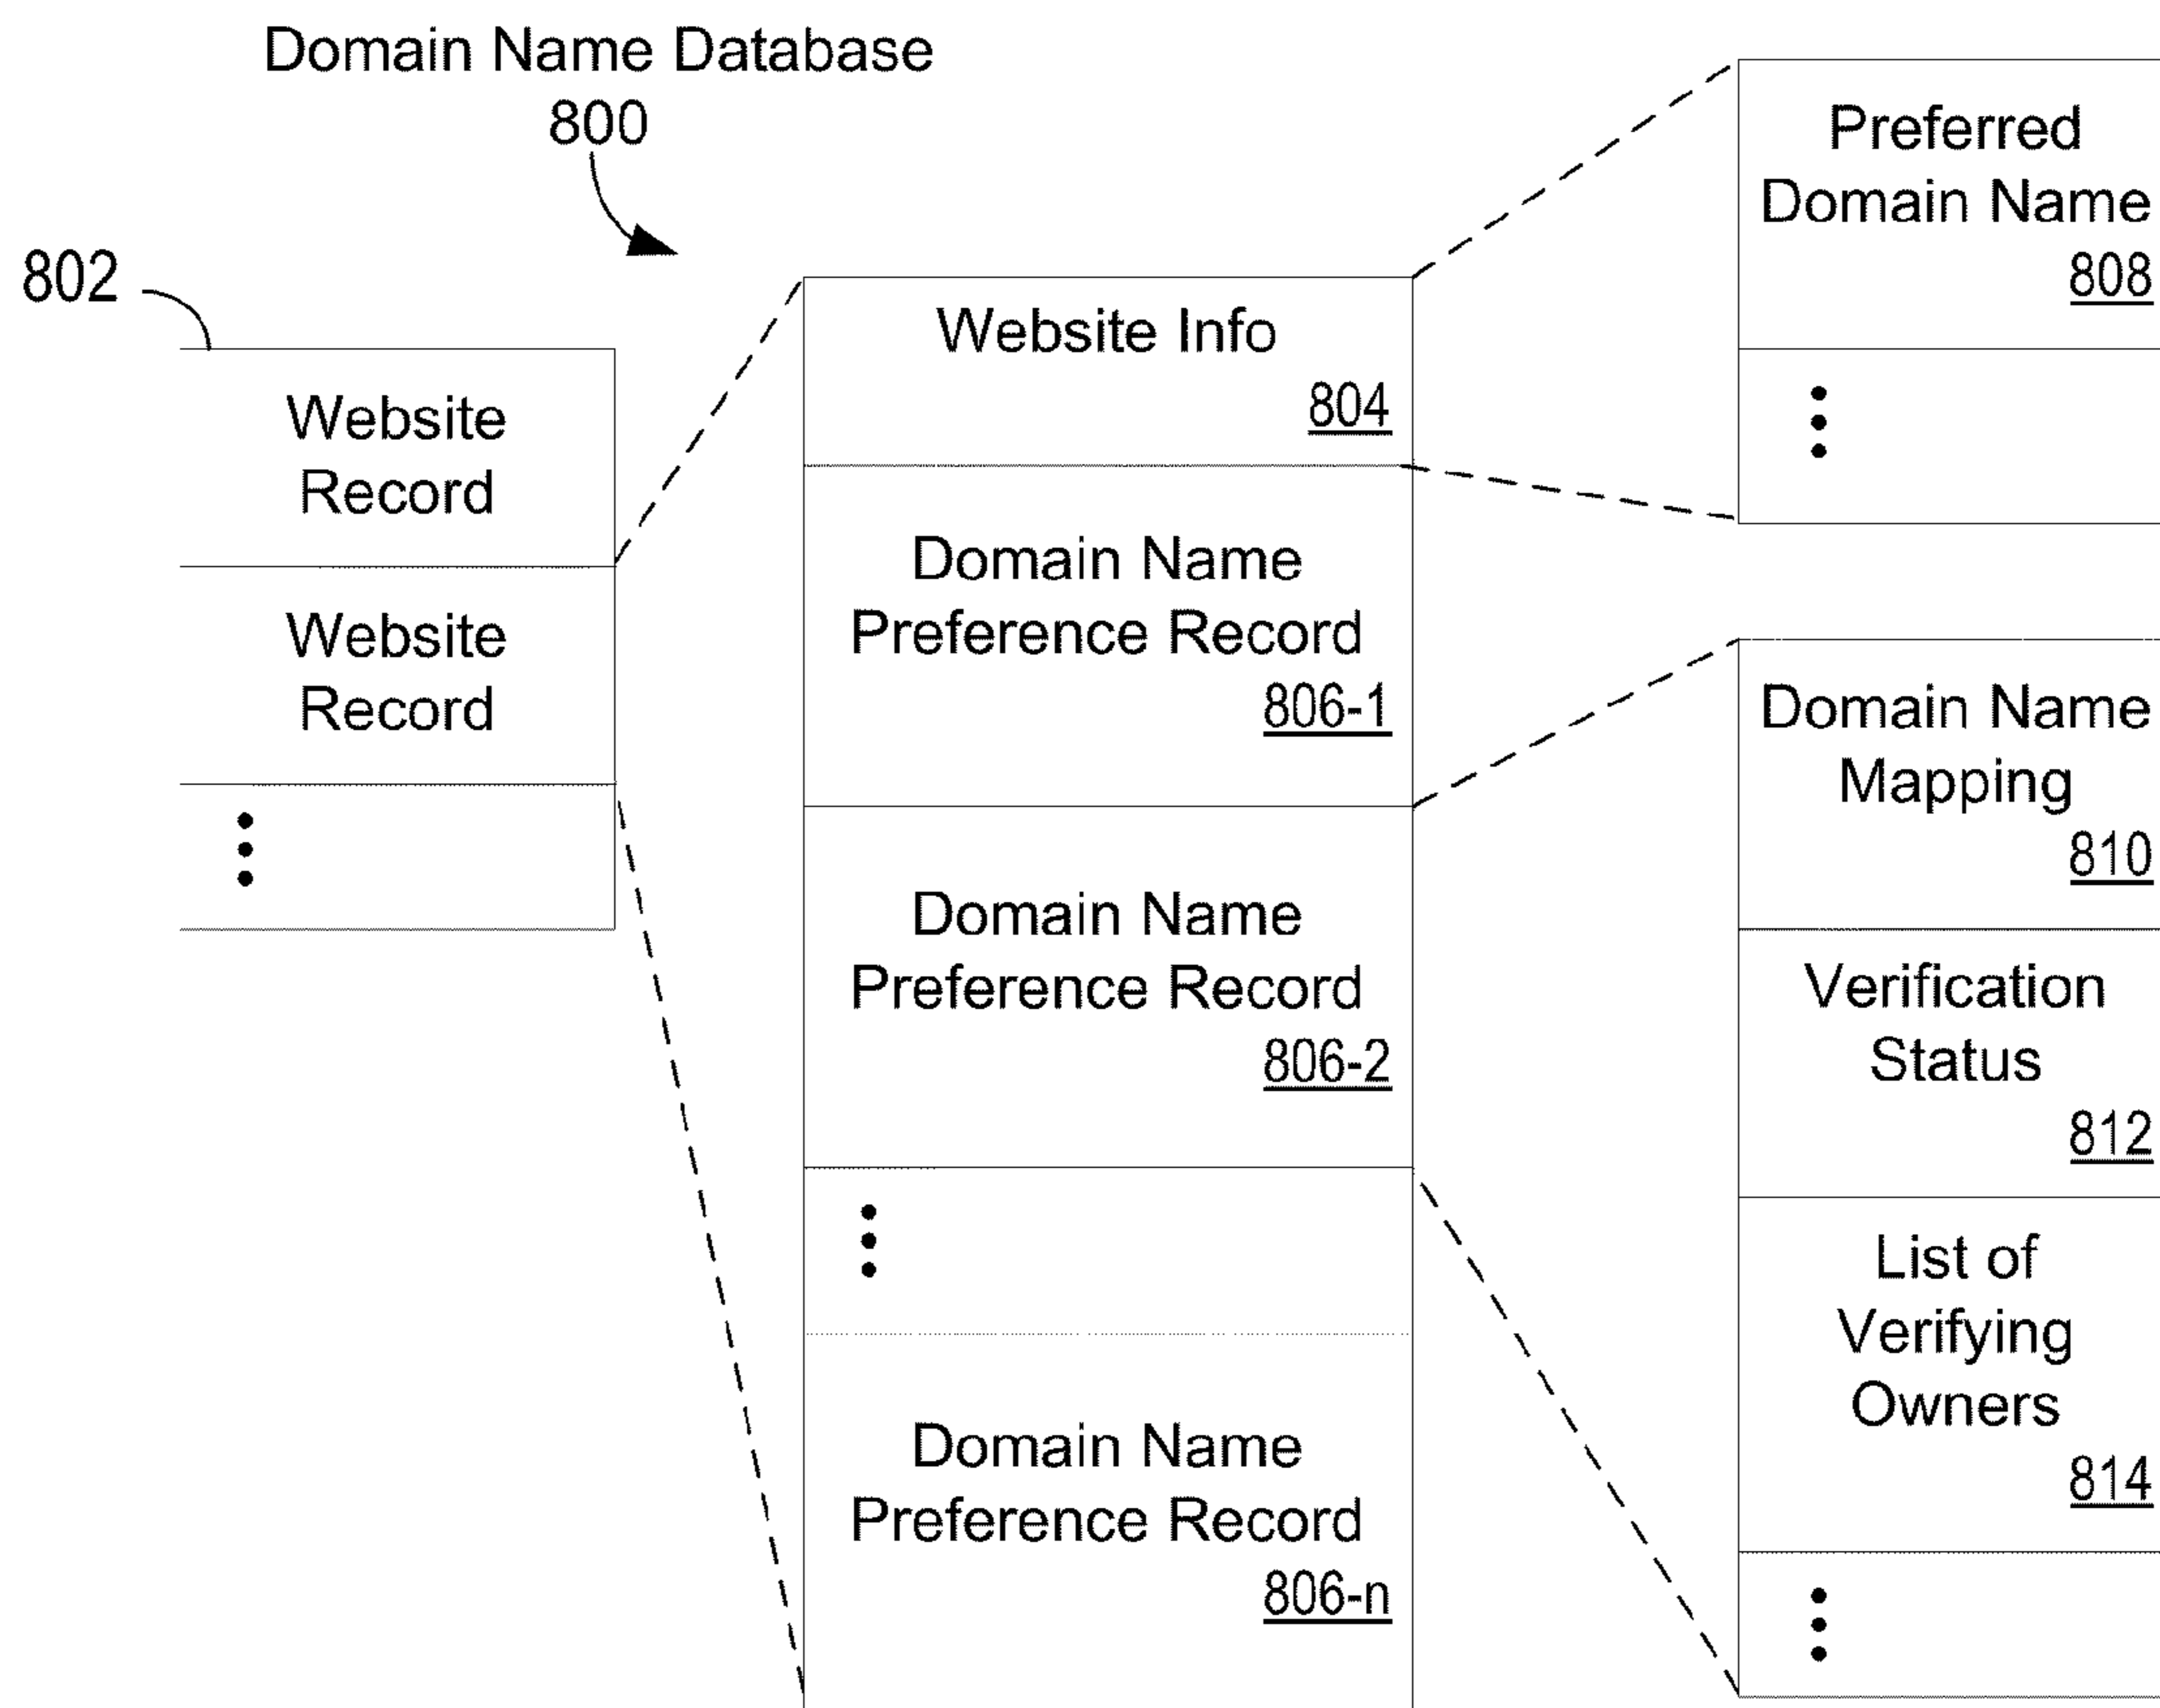 Domain Name Database
800
802
Website
Record
Website
Record
Website Info
804
Domain Name
Preference Record
806-1
Domain Name
Preference Record
806-2
Domain Name
Preference Record
806-n
Preferred
Domain Name
808
Domain Name
Mapping
810
Verification
Status
812
List of
Verifying
Owners
814